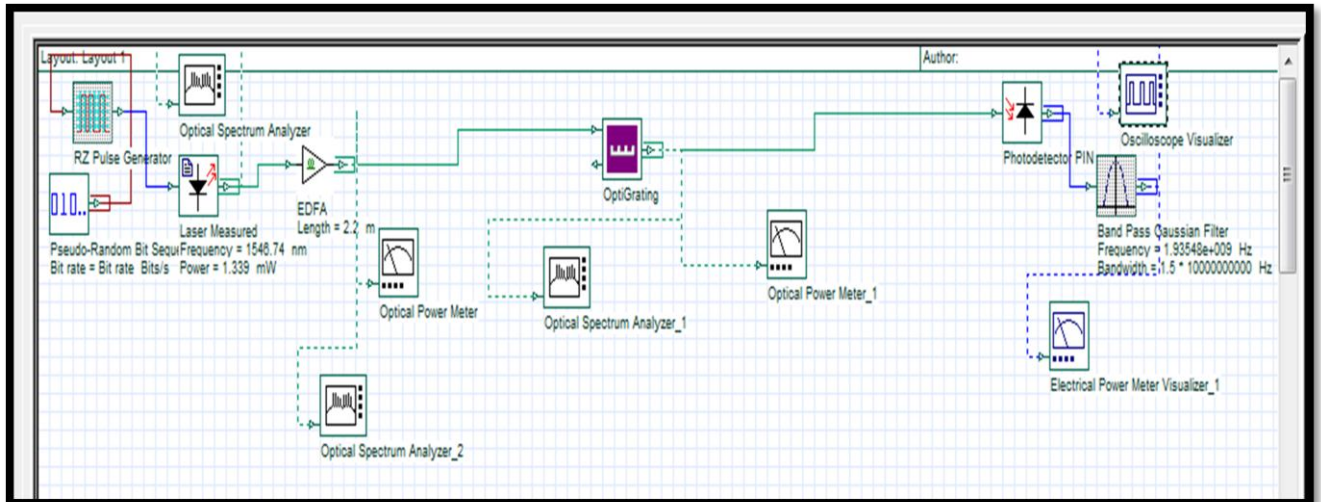 Layout: Layout 1
Author:
Optical Spectrum Analyzer
RZ Pulse Generator
Pseudo-Random Bit Seque
Bit rate = Bit rate Bits/s
Laser Measured
Frequency = 1546.74 nm
Power = 1.339 mW
EDFA
Length = 2.2 m
Optical Power Meter
Optical Spectrum Analyzer_2
OptiGrating
Optical Spectrum Analyzer_1
Optical Power Meter_1
Photodetector PIN
Oscilloscope Visualizer
Band Pass Gaussian Filter
Frequency = 1.93548e+009 Hz
Bandwidth = 1.5 * 10000000000 Hz
Electrical Power Meter Visualizer_1